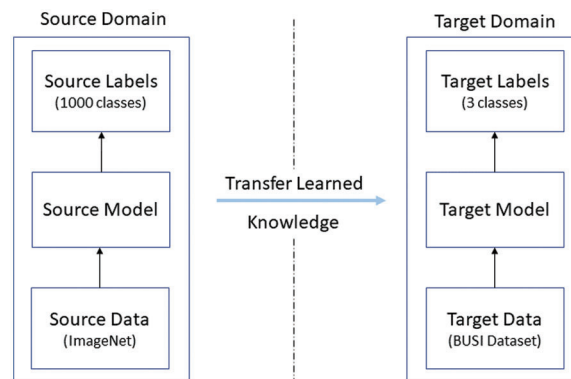 Source Domain
Source Labels
(1000 classes)
Source Model
Source Data
(ImageNet)
Transfer Learned
Knowledge
Target Domain
Target Labels
(3 classes)
Target Model
Target Data
(BUSI Dataset)